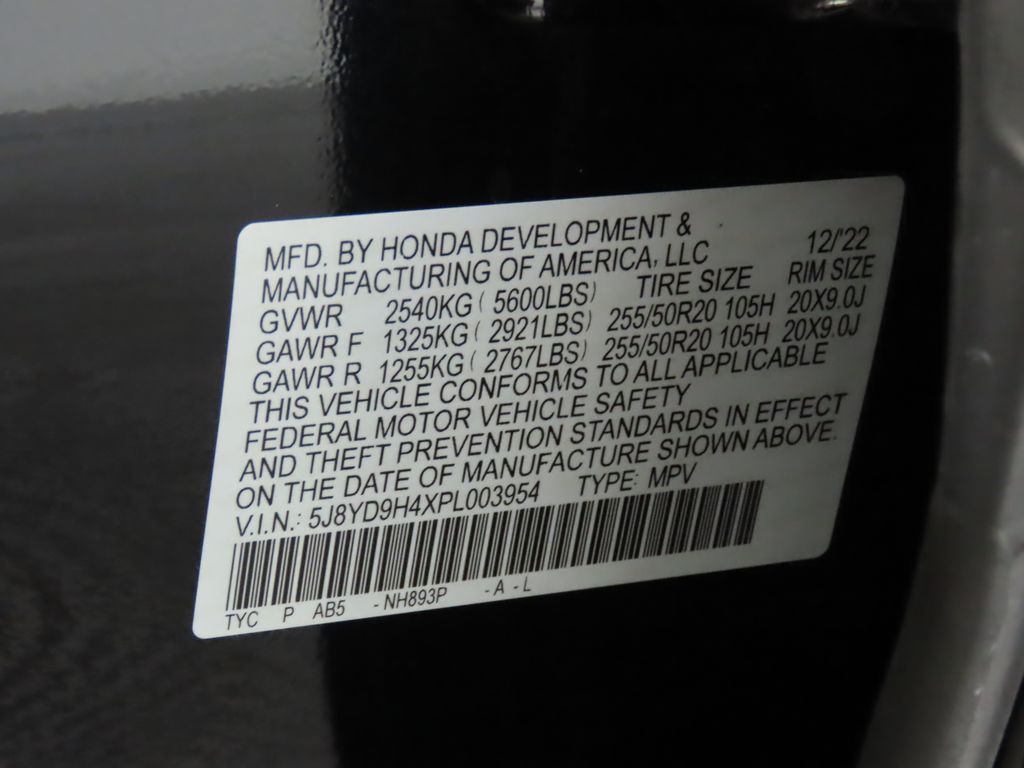 MFD. BY HONDA DEVELOPMENT &
MANUFACTURING OF AMERICA, LLC 12/'22
GVWR 2540KG ( 5600LBS) TIRE SIZE RIM SIZE
GAWR F 1325KG ( 2921LBS) 255/50R20 105H 20X9.0J
GAWR R 1255KG ( 2767LBS) 255/50R20 105H 20X9.0J
THIS VEHICLE CONFORMS TO ALL APPLICABLE
FEDERAL MOTOR VEHICLE SAFETY
AND THEFT PREVENTION STANDARDS IN EFFECT
ON THE DATE OF MANUFACTURE SHOWN ABOVE.
V.I.N.: 5J8YD9H4XPL003954 TYPE: MPV
TYC P AB5 -NH893P -A-L